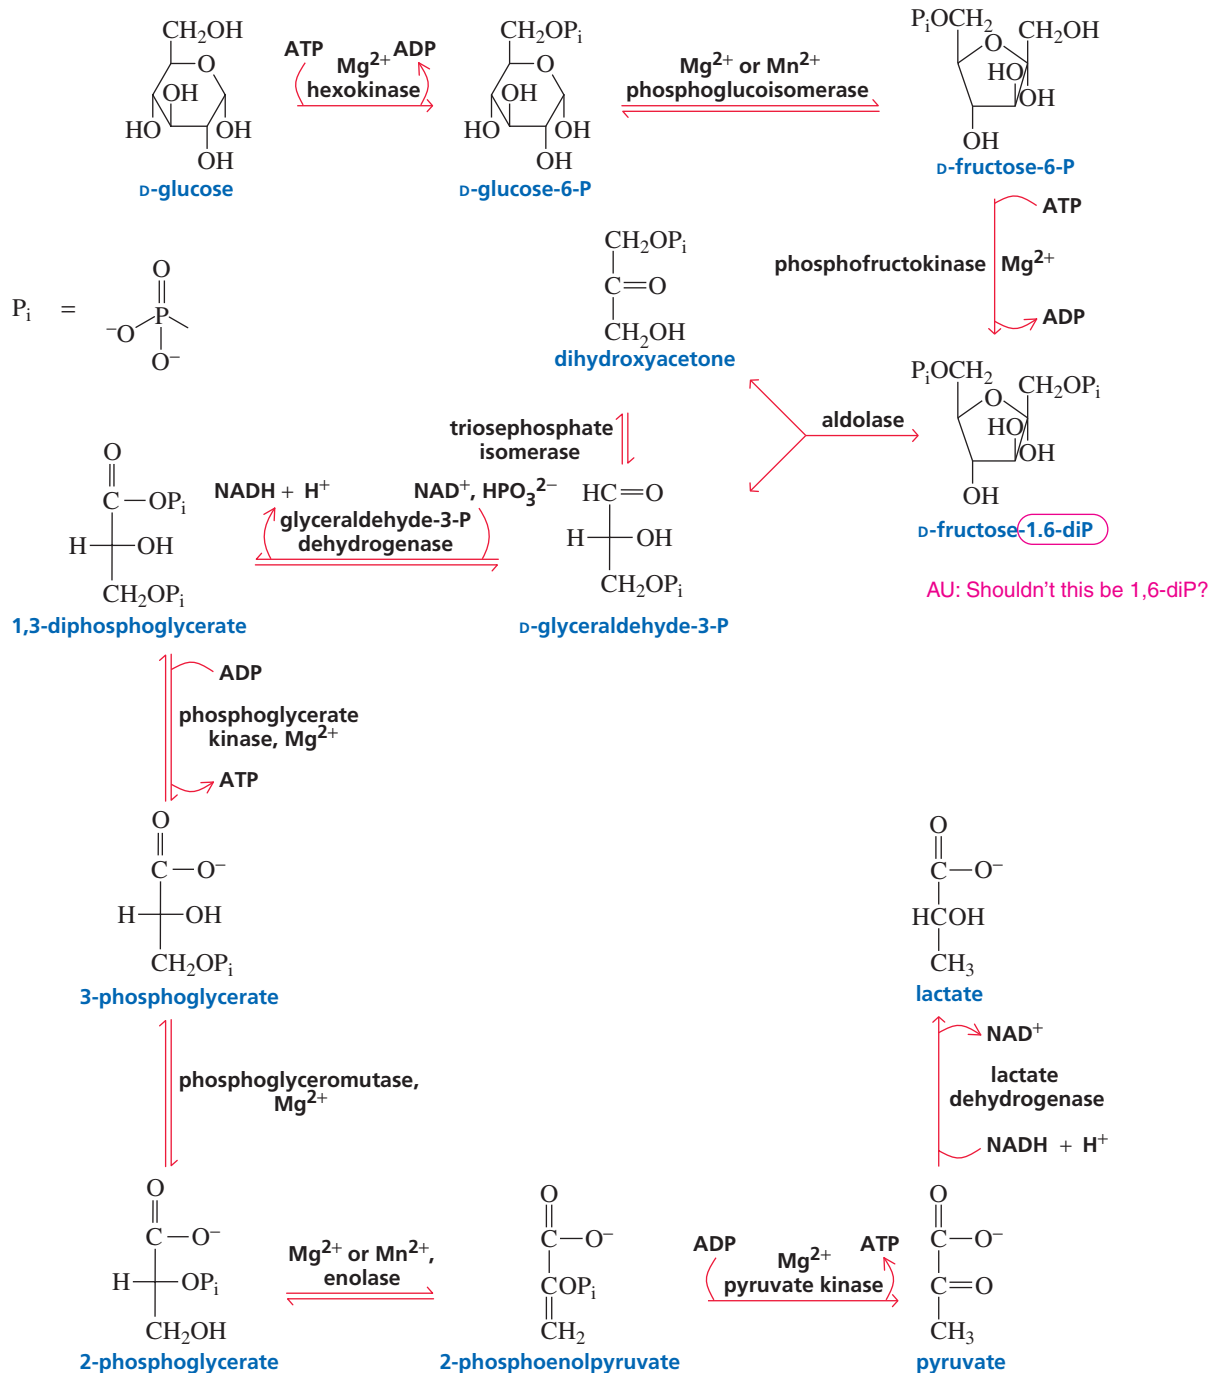 CH₂OH
O
OH
HO
OH
OH
D-glucose
ATP
ADP
Mg²⁺
hexokinase
CH₂OPᵢ
O
OH
HO
OH
OH
D-glucose-6-P
Mg²⁺ or Mn²⁺
phosphoglucoisomerase
PᵢOCH₂
CH₂OH
O
HO
OH
OH
D-fructose-6-P
ATP
phosphofructokinase
Mg²⁺
ADP
Pᵢ =
O
⁻O
P
O⁻
CH₂OPᵢ
C=O
CH₂OH
dihydroxyacetone
PᵢOCH₂
CH₂OPᵢ
O
HO
OH
OH
D-fructose-1.6-diP
AU: Shouldn't this be 1,6-diP?
aldolase
triosephosphate
isomerase
HC=O
H
OH
CH₂OPᵢ
D-glyceraldehyde-3-P
NADH + H⁺
NAD⁺, HPO₃²⁻
glyceraldehyde-3-P
dehydrogenase
O
C—OPᵢ
H
OH
CH₂OPᵢ
1,3-diphosphoglycerate
ADP
phosphoglycerate
kinase, Mg²⁺
ATP
O
C—O⁻
H
OH
CH₂OPᵢ
3-phosphoglycerate
phosphoglyceromutase,
Mg²⁺
O
C—O⁻
H
OPᵢ
CH₂OH
2-phosphoglycerate
Mg²⁺ or Mn²⁺,
enolase
O
C—O⁻
COPᵢ
CH₂
2-phosphoenolpyruvate
ADP
ATP
Mg²⁺
pyruvate kinase
O
C—O⁻
C=O
CH₃
pyruvate
NADH + H⁺
lactate
dehydrogenase
NAD⁺
O
C—O⁻
HCOH
CH₃
lactate